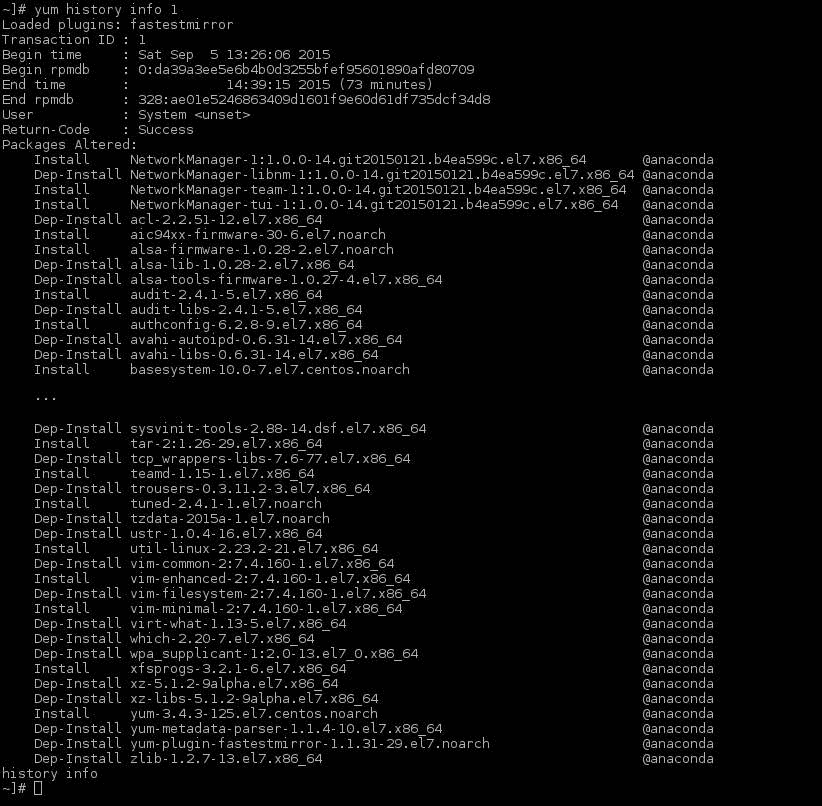 ~]# yum history info 1
Loaded plugins: fastestmirror
Transaction ID : 1
Begin time     : Sat Sep  5 13:26:06 2015
Begin rpmdb    : 0:da39a3ee5e6b4b0d3255bfef95601890afd80709
End time       :            14:39:15 2015 (73 minutes)
End rpmdb      : 328:ae01e5246863409d1601f9e60d61df735dcf34d8
User           : System <unset>
Return-Code    : Success
Packages Altered:
    Install     NetworkManager-1:1.0.0-14.git20150121.b4ea599c.el7.x86_64       @anaconda
    Dep-Install NetworkManager-libnm-1:1.0.0-14.git20150121.b4ea599c.el7.x86_64 @anaconda
    Install     NetworkManager-team-1:1.0.0-14.git20150121.b4ea599c.el7.x86_64  @anaconda
    Install     NetworkManager-tui-1:1.0.0-14.git20150121.b4ea599c.el7.x86_64   @anaconda
    Dep-Install acl-2.2.51-12.el7.x86_64                                        @anaconda
    Install     aic94xx-firmware-30-6.el7.noarch                                @anaconda
    Install     alsa-firmware-1.0.28-2.el7.noarch                               @anaconda
    Dep-Install alsa-lib-1.0.28-2.el7.x86_64                                    @anaconda
    Dep-Install alsa-tools-firmware-1.0.27-4.el7.x86_64                         @anaconda
    Install     audit-2.4.1-5.el7.x86_64                                        @anaconda
    Dep-Install audit-libs-2.4.1-5.el7.x86_64                                   @anaconda
    Install     authconfig-6.2.8-9.el7.x86_64                                   @anaconda
    Dep-Install avahi-autoipd-0.6.31-14.el7.x86_64                              @anaconda
    Dep-Install avahi-libs-0.6.31-14.el7.x86_64                                 @anaconda
    Install     basesystem-10.0-7.el7.centos.noarch                             @anaconda
    ...
    Dep-Install sysvinit-tools-2.88-14.dsf.el7.x86_64                           @anaconda
    Install     tar-2:1.26-29.el7.x86_64                                        @anaconda
    Dep-Install tcp_wrappers-libs-7.6-77.el7.x86_64                             @anaconda
    Install     teamd-1.15-1.el7.x86_64                                         @anaconda
    Dep-Install trousers-0.3.11.2-3.el7.x86_64                                  @anaconda
    Install     tuned-2.4.1-1.el7.noarch                                        @anaconda
    Dep-Install tzdata-2015a-1.el7.noarch                                       @anaconda
    Dep-Install ustr-1.0.4-16.el7.x86_64                                        @anaconda
    Install     util-linux-2.23.2-21.el7.x86_64                                 @anaconda
    Dep-Install vim-common-2:7.4.160-1.el7.x86_64                               @anaconda
    Install     vim-enhanced-2:7.4.160-1.el7.x86_64                             @anaconda
    Dep-Install vim-filesystem-2:7.4.160-1.el7.x86_64                           @anaconda
    Install     vim-minimal-2:7.4.160-1.el7.x86_64                              @anaconda
    Dep-Install virt-what-1.13-5.el7.x86_64                                     @anaconda
    Dep-Install which-2.20-7.el7.x86_64                                         @anaconda
    Dep-Install wpa_supplicant-1:2.0-13.el7_0.x86_64                            @anaconda
    Install     xfsprogs-3.2.1-6.el7.x86_64                                     @anaconda
    Dep-Install xz-5.1.2-9alpha.el7.x86_64                                      @anaconda
    Dep-Install xz-libs-5.1.2-9alpha.el7.x86_64                                 @anaconda
    Install     yum-3.4.3-125.el7.centos.noarch                                 @anaconda
    Dep-Install yum-metadata-parser-1.1.4-10.el7.x86_64                         @anaconda
    Dep-Install yum-plugin-fastestmirror-1.1.31-29.el7.noarch                   @anaconda
    Dep-Install zlib-1.2.7-13.el7.x86_64                                        @anaconda
history info
~]#